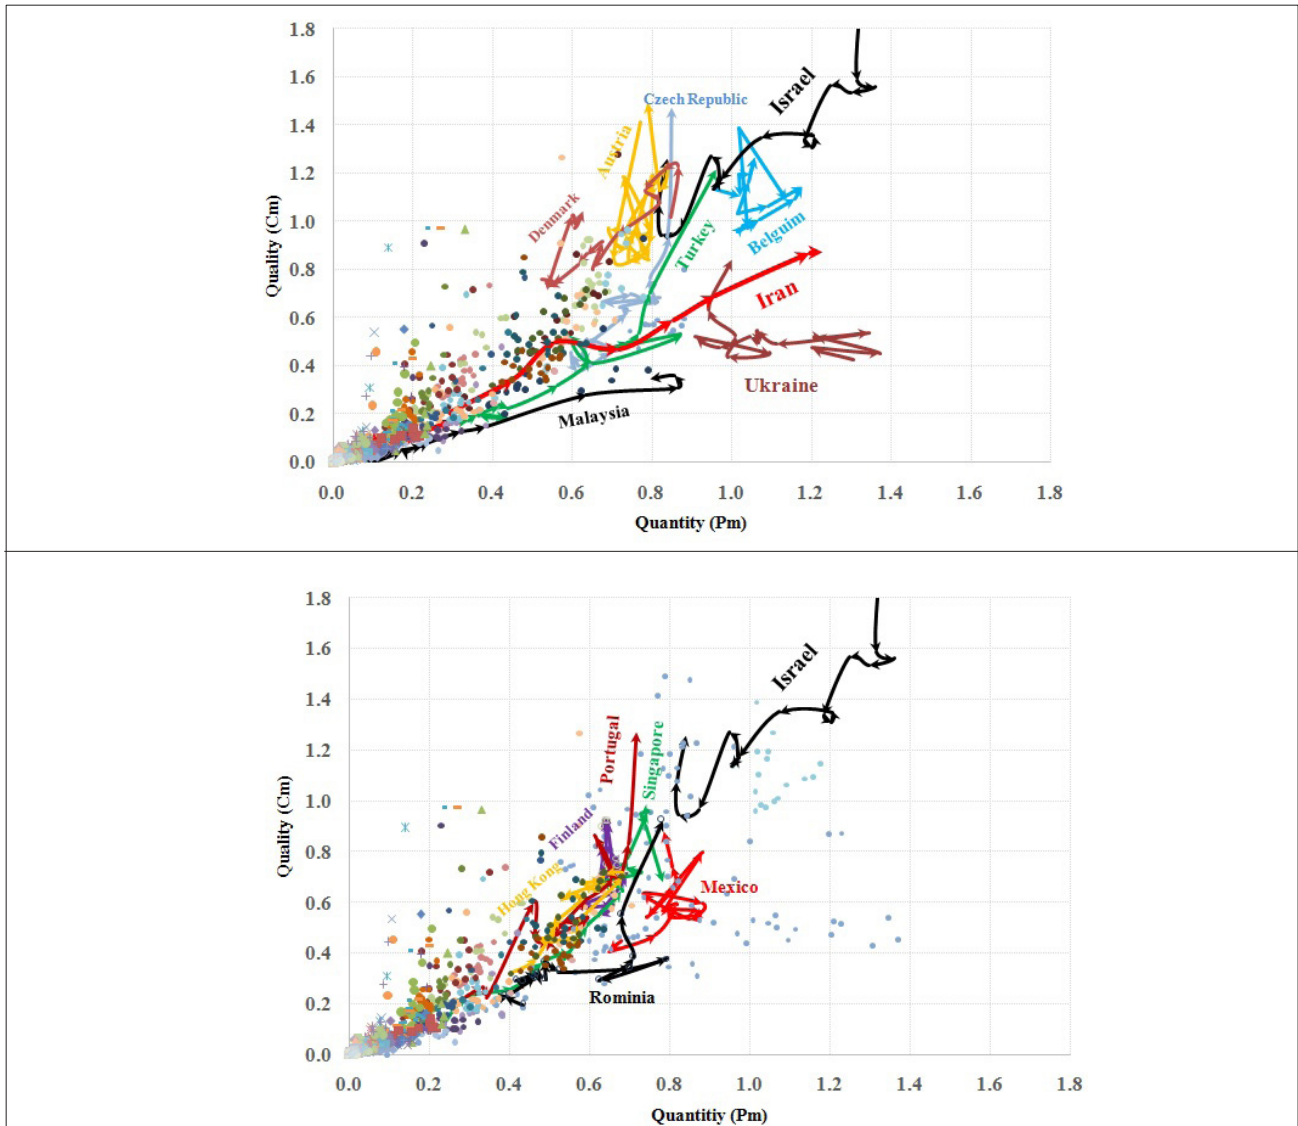 1.8
1.6
1.4
1.2
1.0
0.8
0.6
0.4
0.2
0.0
Quality (Cm)
Israel
Czech Republic
Austria
Denmark
Turkey
Belguim
Iran
Ukraine
Malaysia
0.0 0.2 0.4 0.6 0.8 1.0 1.2 1.4 1.6 1.8
Quantity (Pm)
1.8
1.6
1.4
1.2
1.0
0.8
0.6
0.4
0.2
0.0
Quality (Cm)
Israel
Portugal
Singapore
Finland
Hong Kong
Mexico
Rominia
0.0 0.2 0.4 0.6 0.8 1.0 1.2 1.4 1.6 1.8
Quantitiy (Pm)